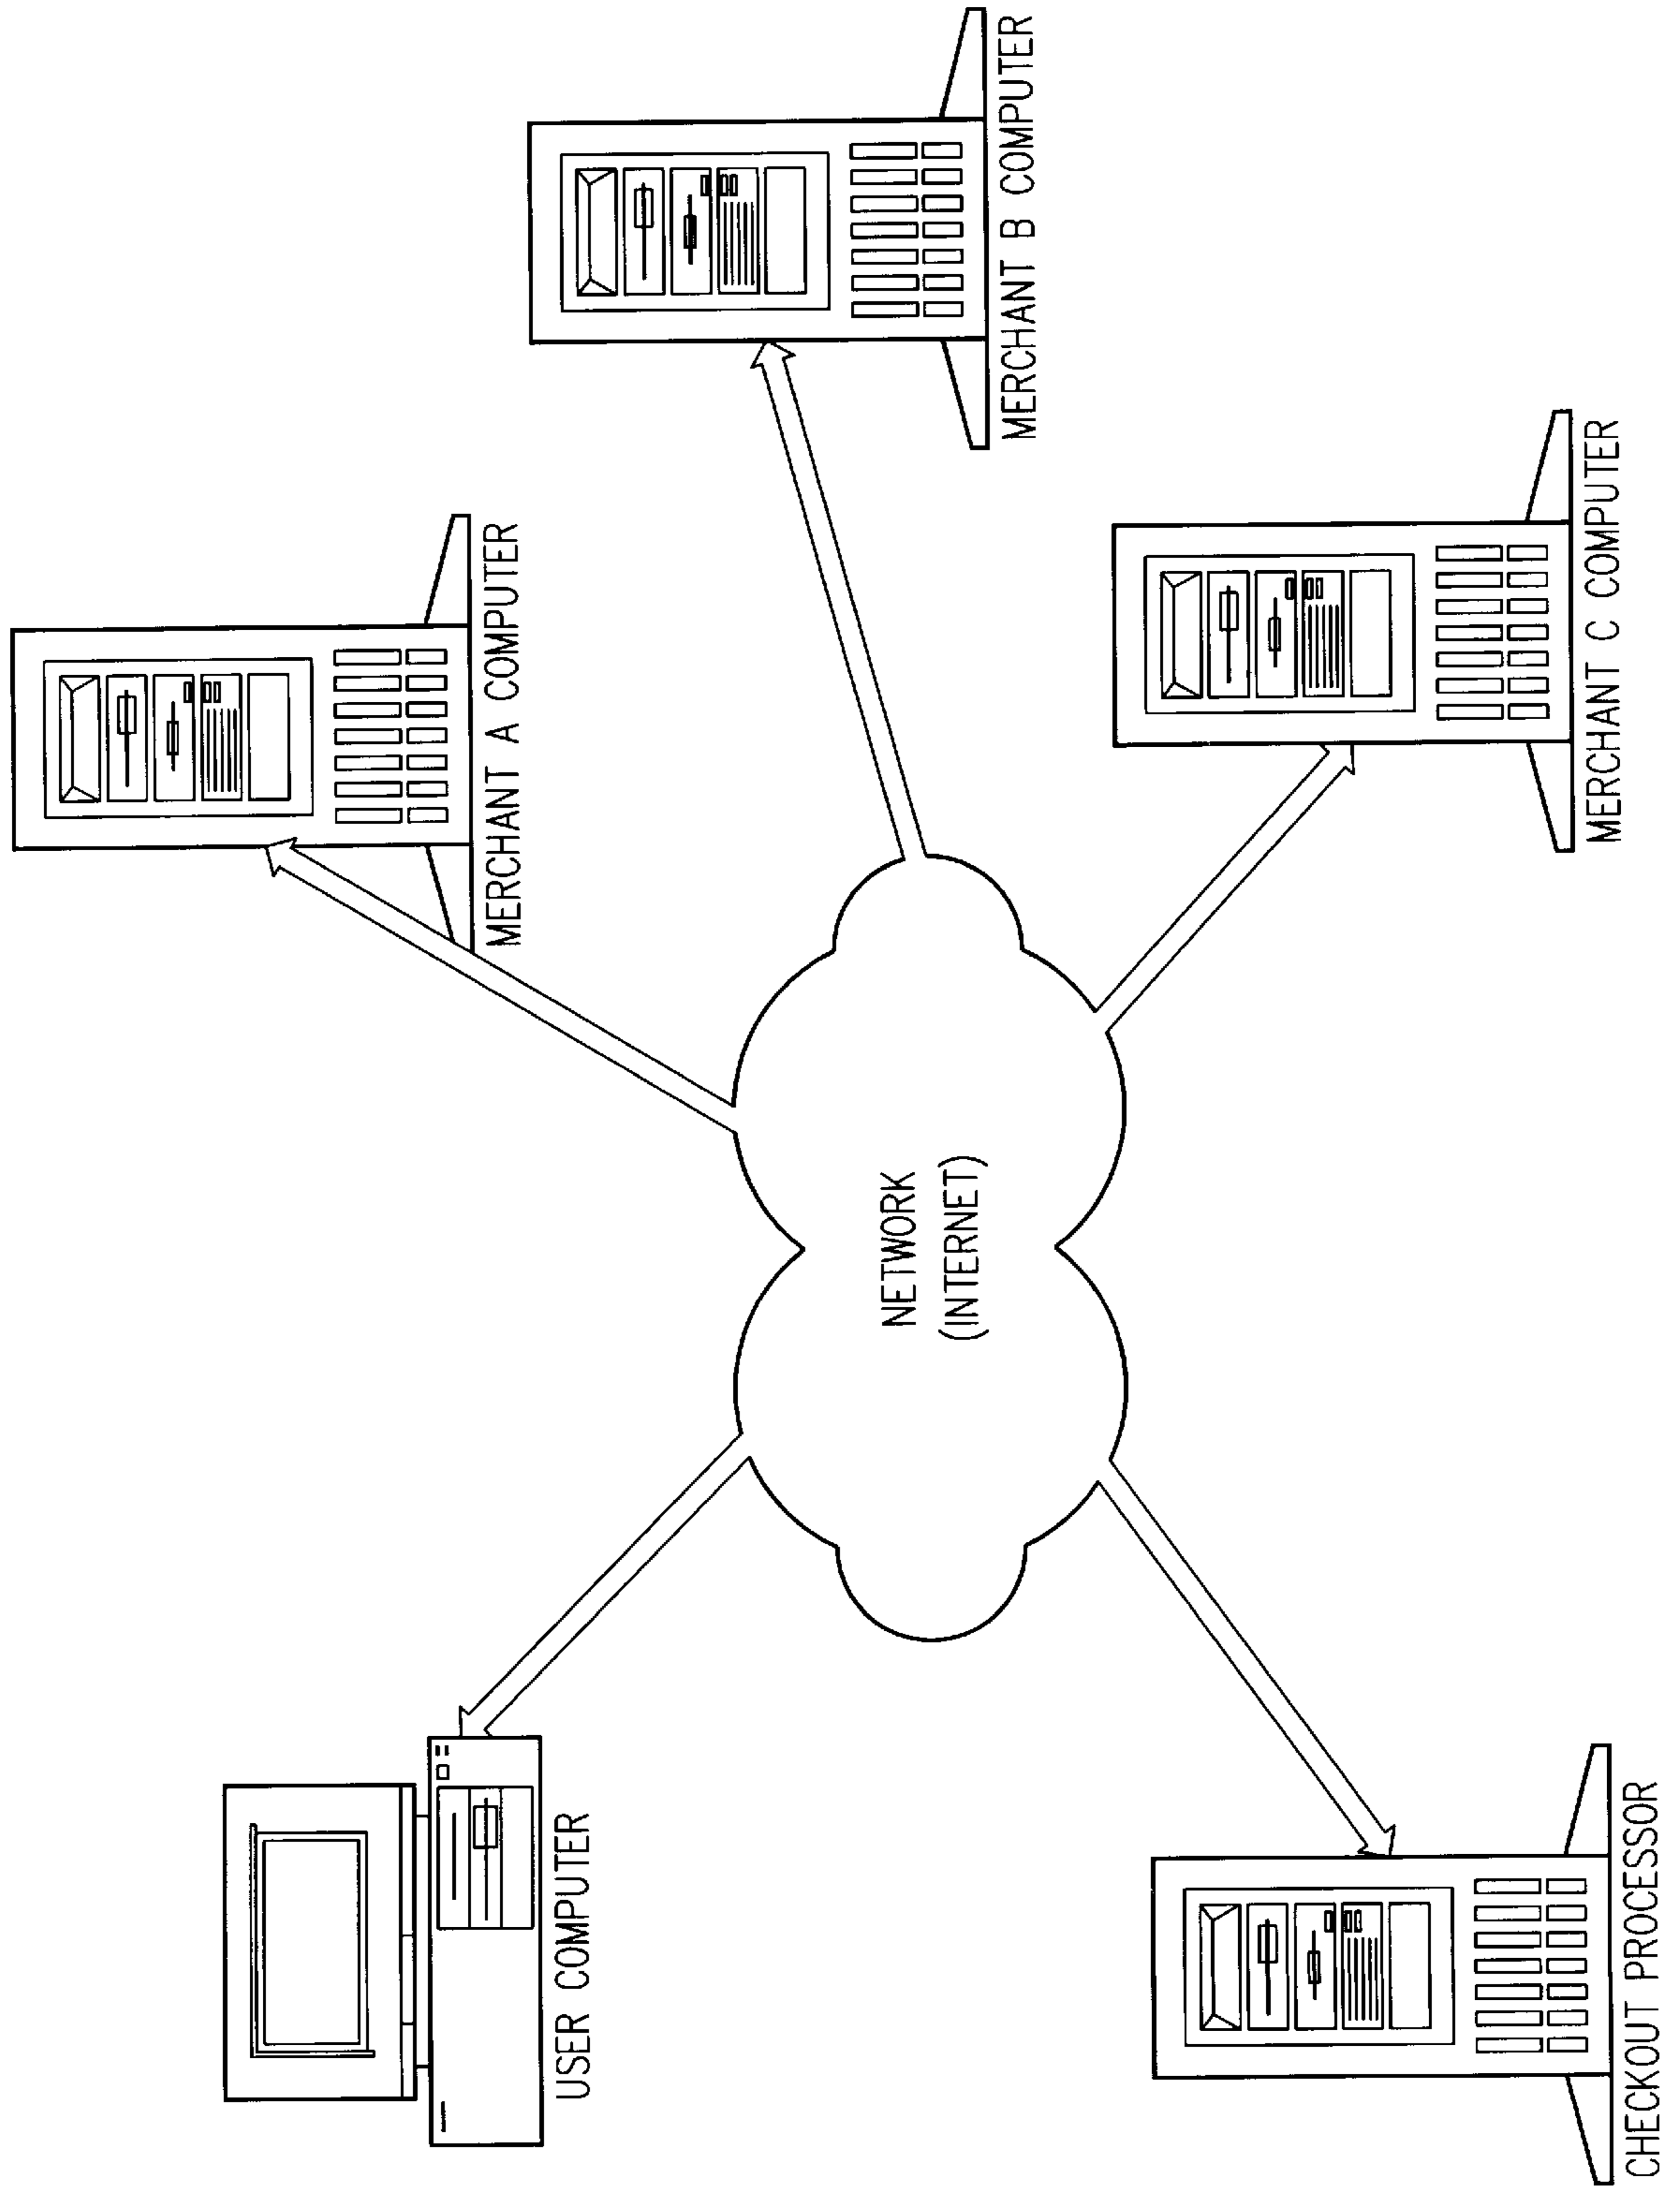 USER COMPUTER
MERCHANT A COMPUTER
MERCHANT B COMPUTER
NETWORK
(INTERNET)
CHECKOUT PROCESSOR
MERCHANT C COMPUTER